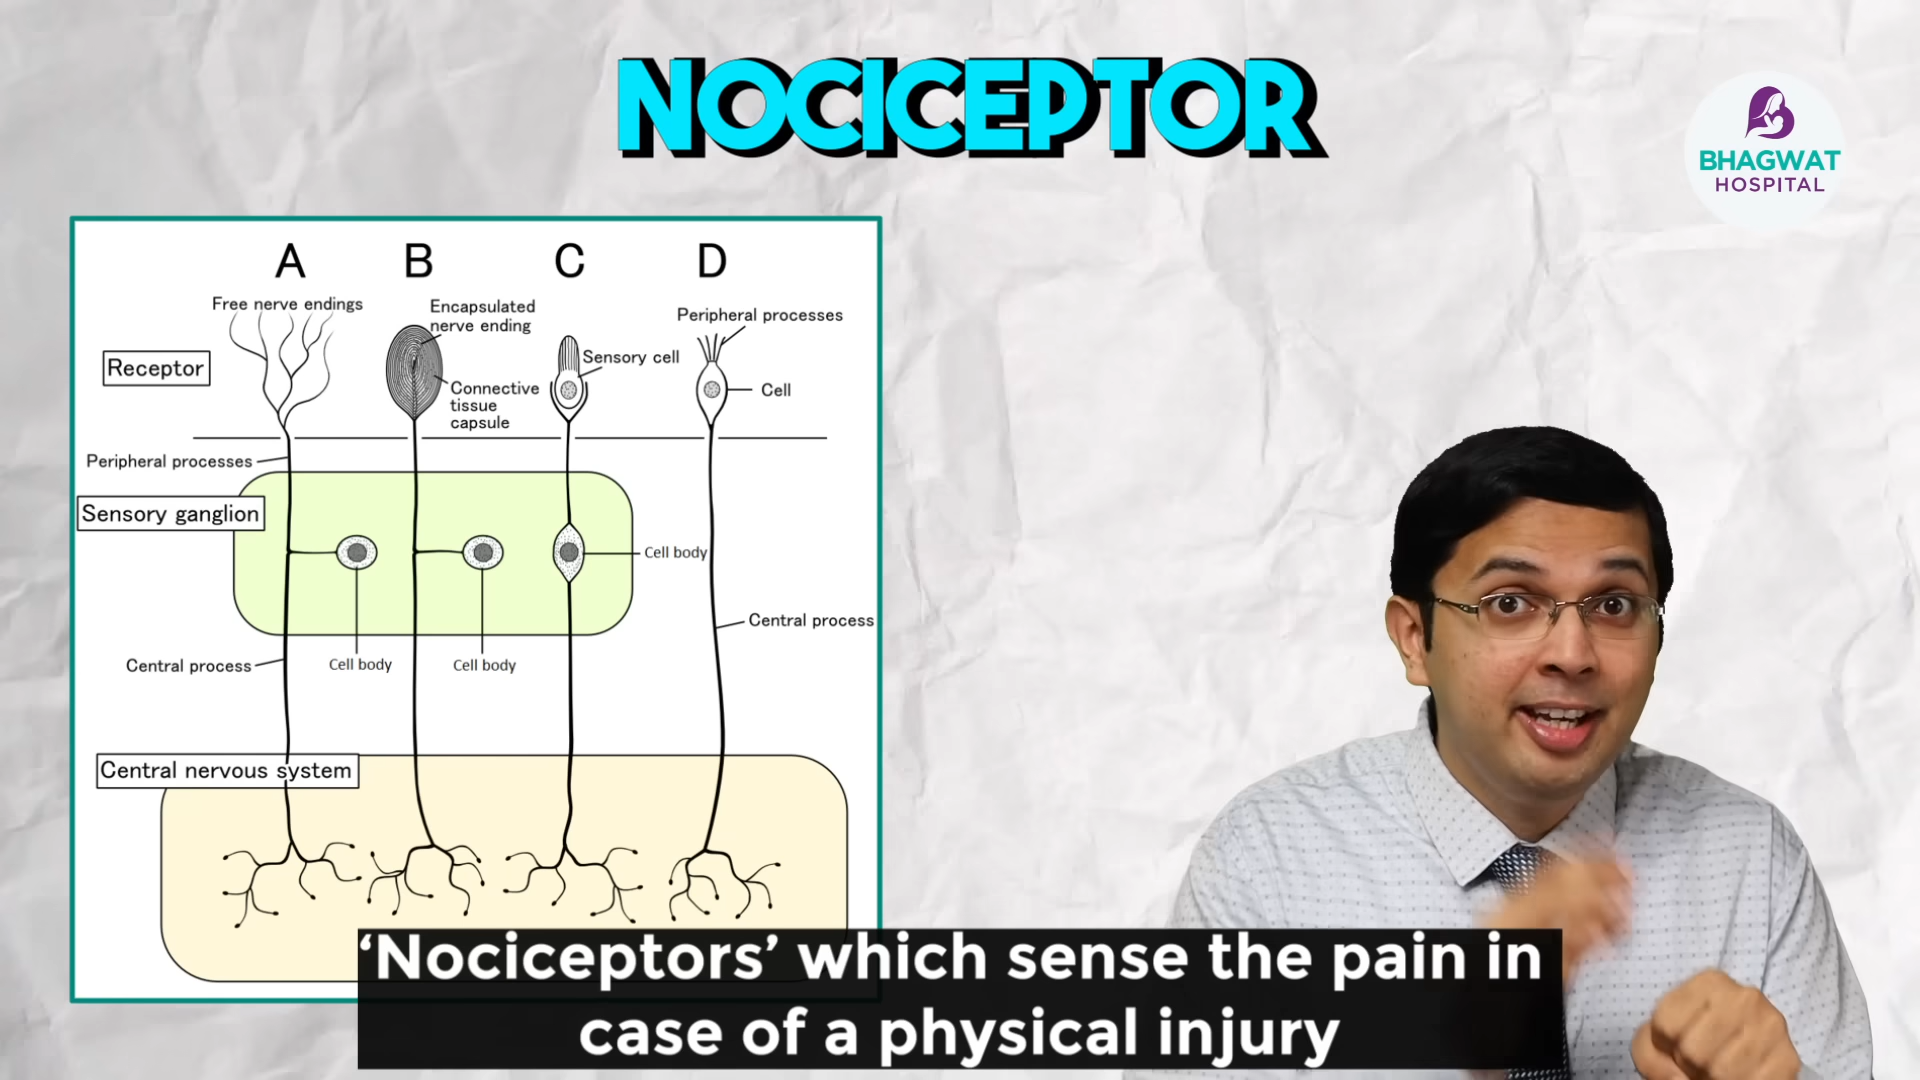 NOCICEPTOR
BHAGWAT
HOSPITAL
A B C D
Free nerve endings
Encapsulated
nerve ending
Peripheral processes
Receptor
Sensory cell
Connective
tissue
capsule
Cell
Peripheral processes
Sensory ganglion
Cell body
Central process
Central process
Cell body
Cell body
Central nervous system
‘Nociceptors’ which sense the pain in
case of a physical injury